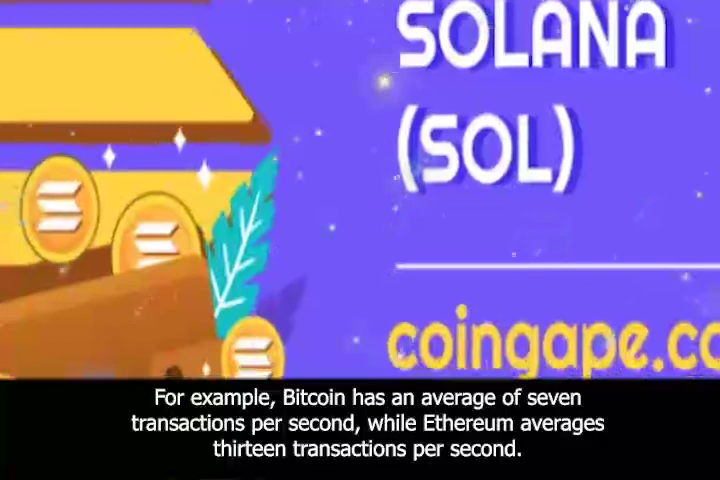 SOLANA
(SOL)
coingape.co
For example, Bitcoin has an average of seven
transactions per second, while Ethereum averages
thirteen transactions per second.